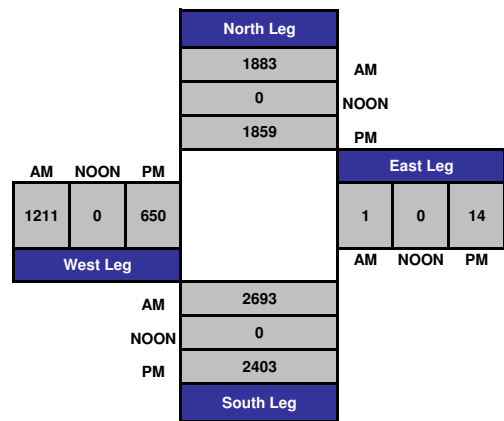 North Leg
1883 AM
0 NOON
1859 PM
AM NOON PM East Leg
1211 0 650 1 0 14
West Leg AM NOON PM
AM 2693
NOON 0
PM 2403
South Leg